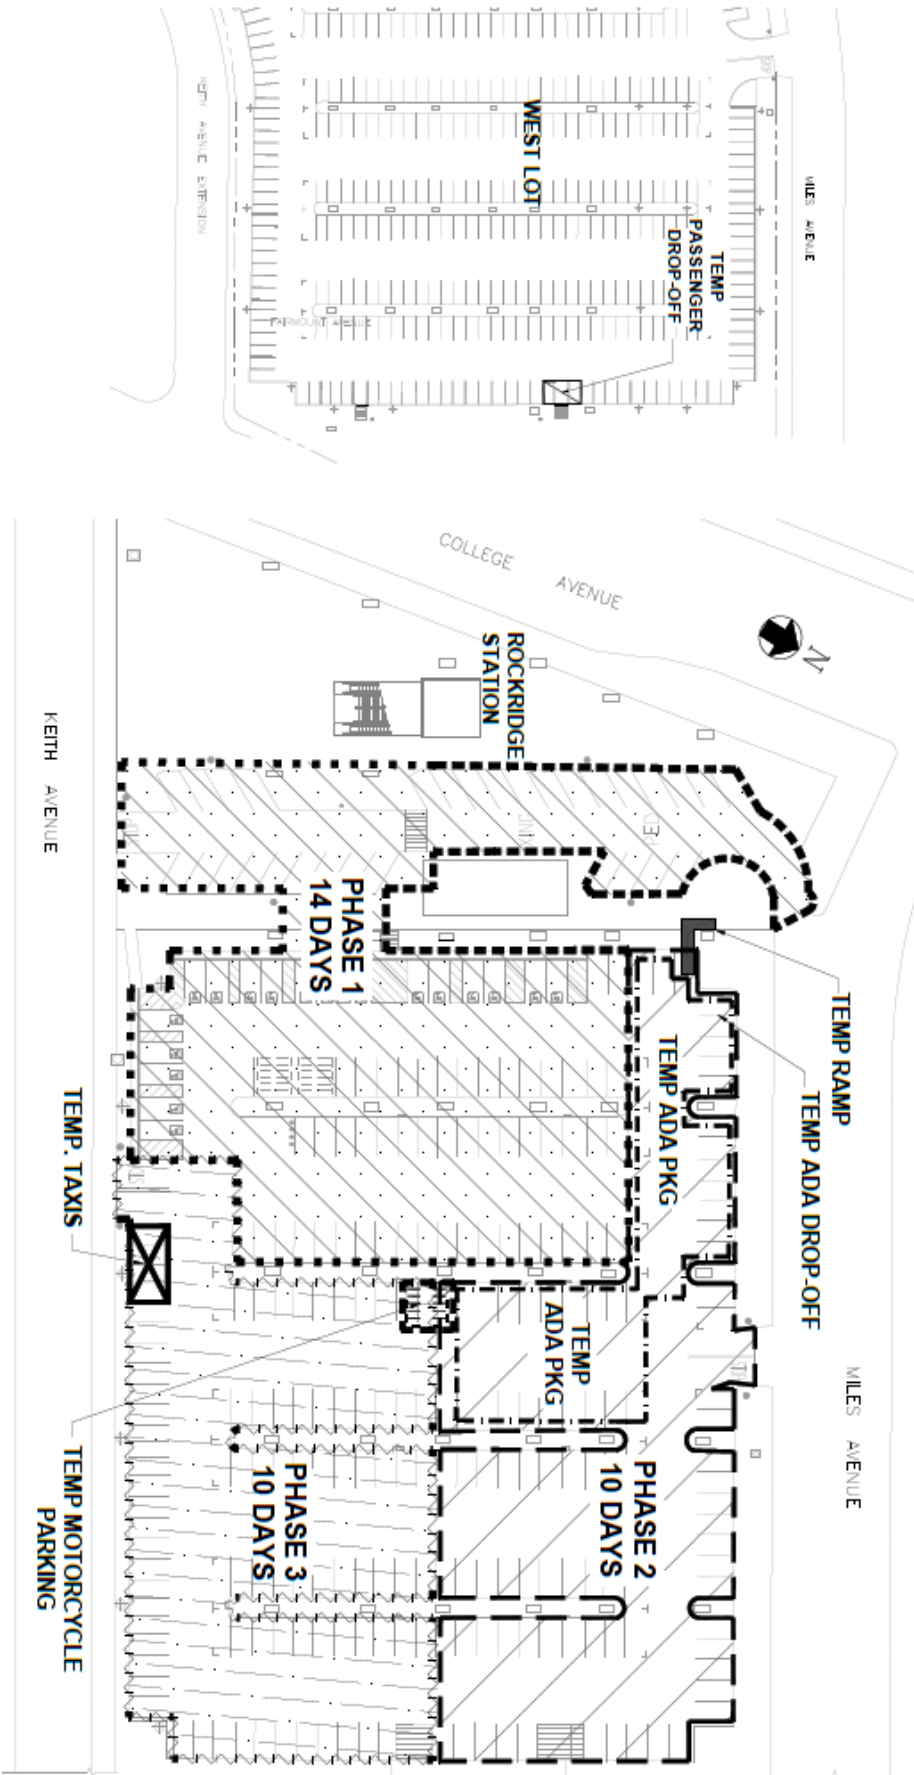 WEST LOT
TEMP
PASSENGER
DROP-OFF
MILES AVENUE
KEITH AVENUE EXTENSION
FAIRMOUNT AVENUE
COLLEGE AVENUE
N
ROCKRIDGE
STATION
KEITH AVENUE
PHASE 1
14 DAYS
TEMP RAMP
TEMP ADA DROP-OFF
TEMP ADA PKG
TEMP. TAXIS
TEMP
ADA PKG
MILES AVENUE
PHASE 2
10 DAYS
PHASE 3
10 DAYS
TEMP MOTORCYCLE
PARKING